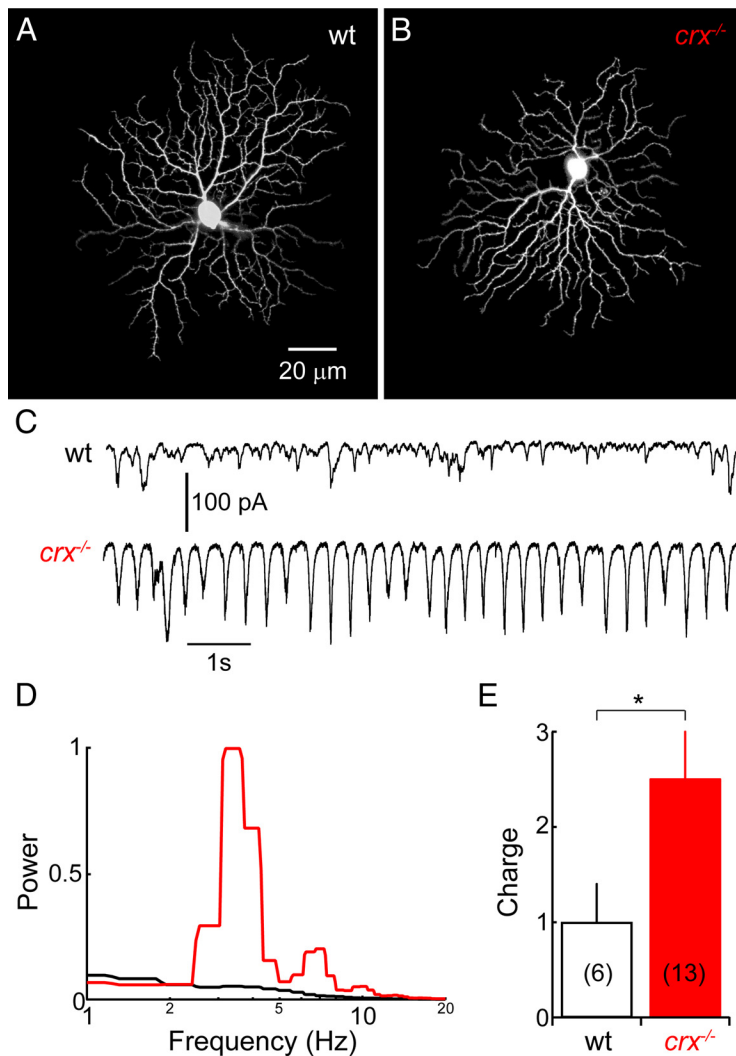 A
wt
B
crx-/-
20 μm
C
wt
100 pA
crx-/-
1s
D
1
0.5
0
Power
1
2
5
10
20
Frequency (Hz)
E
*
3
2
1
0
Charge
(6)
(13)
wt
crx-/-